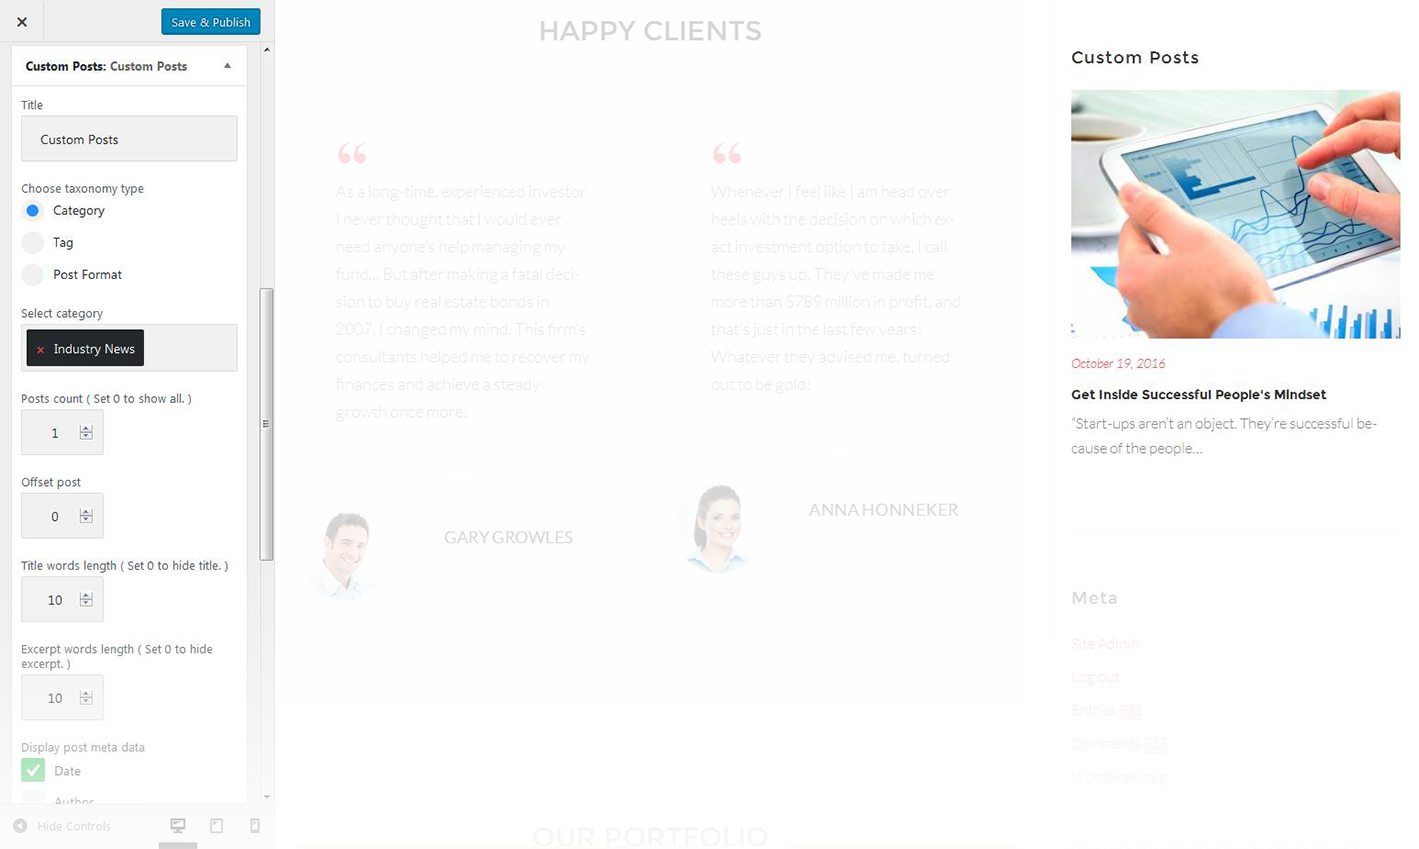 Save & Publish
Custom Posts: Custom Posts
Title
Custom Posts
Choose taxonomy type
Category
Tag
Post Format
Select category
× Industry News
Posts count ( Set 0 to show all. )
1
Offset post
0
Title words length ( Set 0 to hide title. )
10
Excerpt words length ( Set 0 to hide
excerpt. )
10
Display post meta data
Date
Author
Hide Controls
HAPPY CLIENTS
“
As a long-time, experienced investor
I never thought that I would ever
need anyone's help managing my
fund... But after making a fatal deci-
sion to buy real estate bonds in
2007, I changed my mind. This firm's
consultants helped me to recover my
finances and achieve a steady
growth once more!
GARY GROWLES
“
Whenever I feel like I am head over
heels with the decision on which ex-
act investment option to take, I call
these guys up. They've made me
more than $789 million in profit, and
that's just in the last few years!
Whatever they advised me, turned
out to be gold!
ANNA HONNEKER
OUR PORTFOLIO
Custom Posts
October 19, 2016
Get Inside Successful People's Mindset
“Start-ups aren't an object. They're successful be-
cause of the people...
Meta
Site Admin
Log out
Entries RSS
Comments RSS
WordPress.org